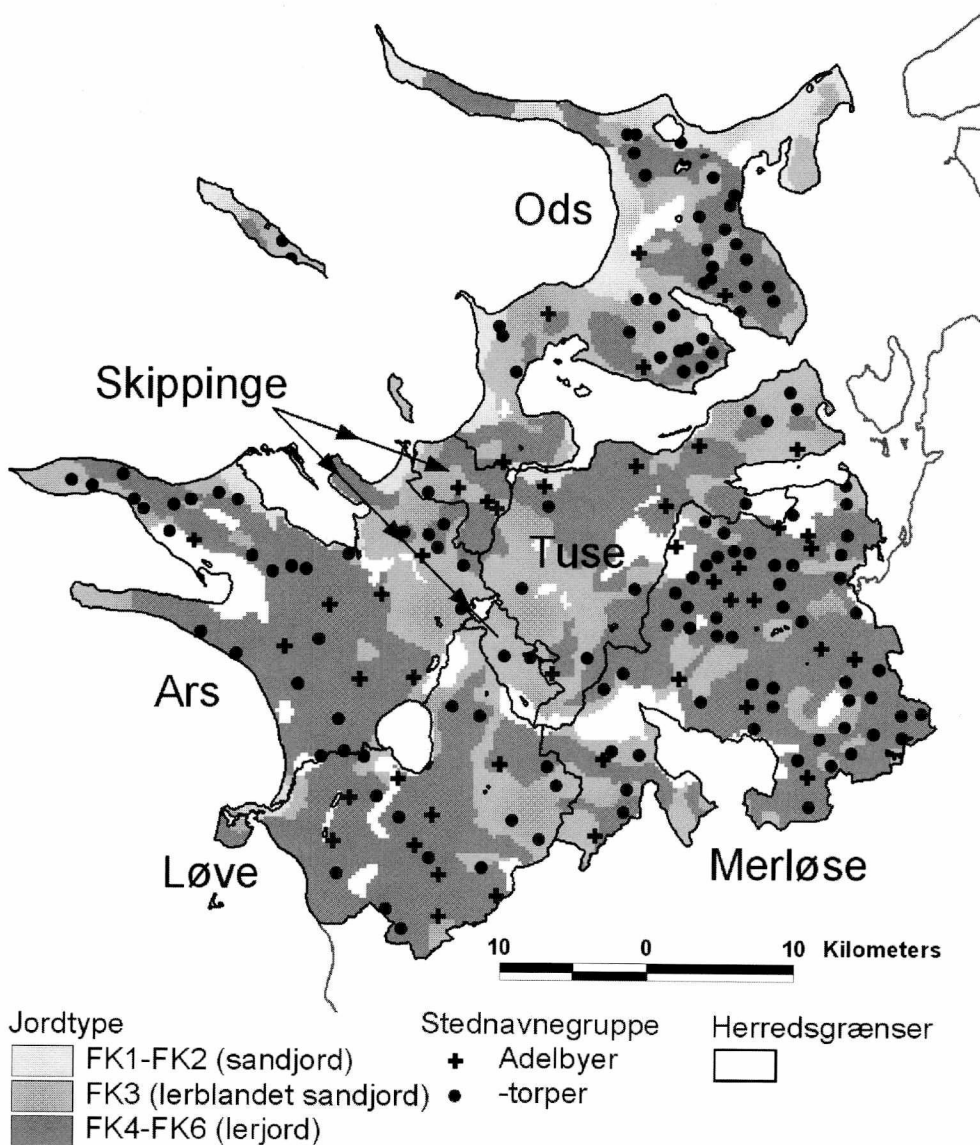 Ods
Skippinge
Tuse
Ars
Løve
Merløse
10 0 10 Kilometers
Jordtype
FK1-FK2 (sandjord)
FK3 (lerblandet sandjord)
FK4-FK6 (lerjord)
Stednavnegruppe
Adelbyer
-torper
Herredsgrænser